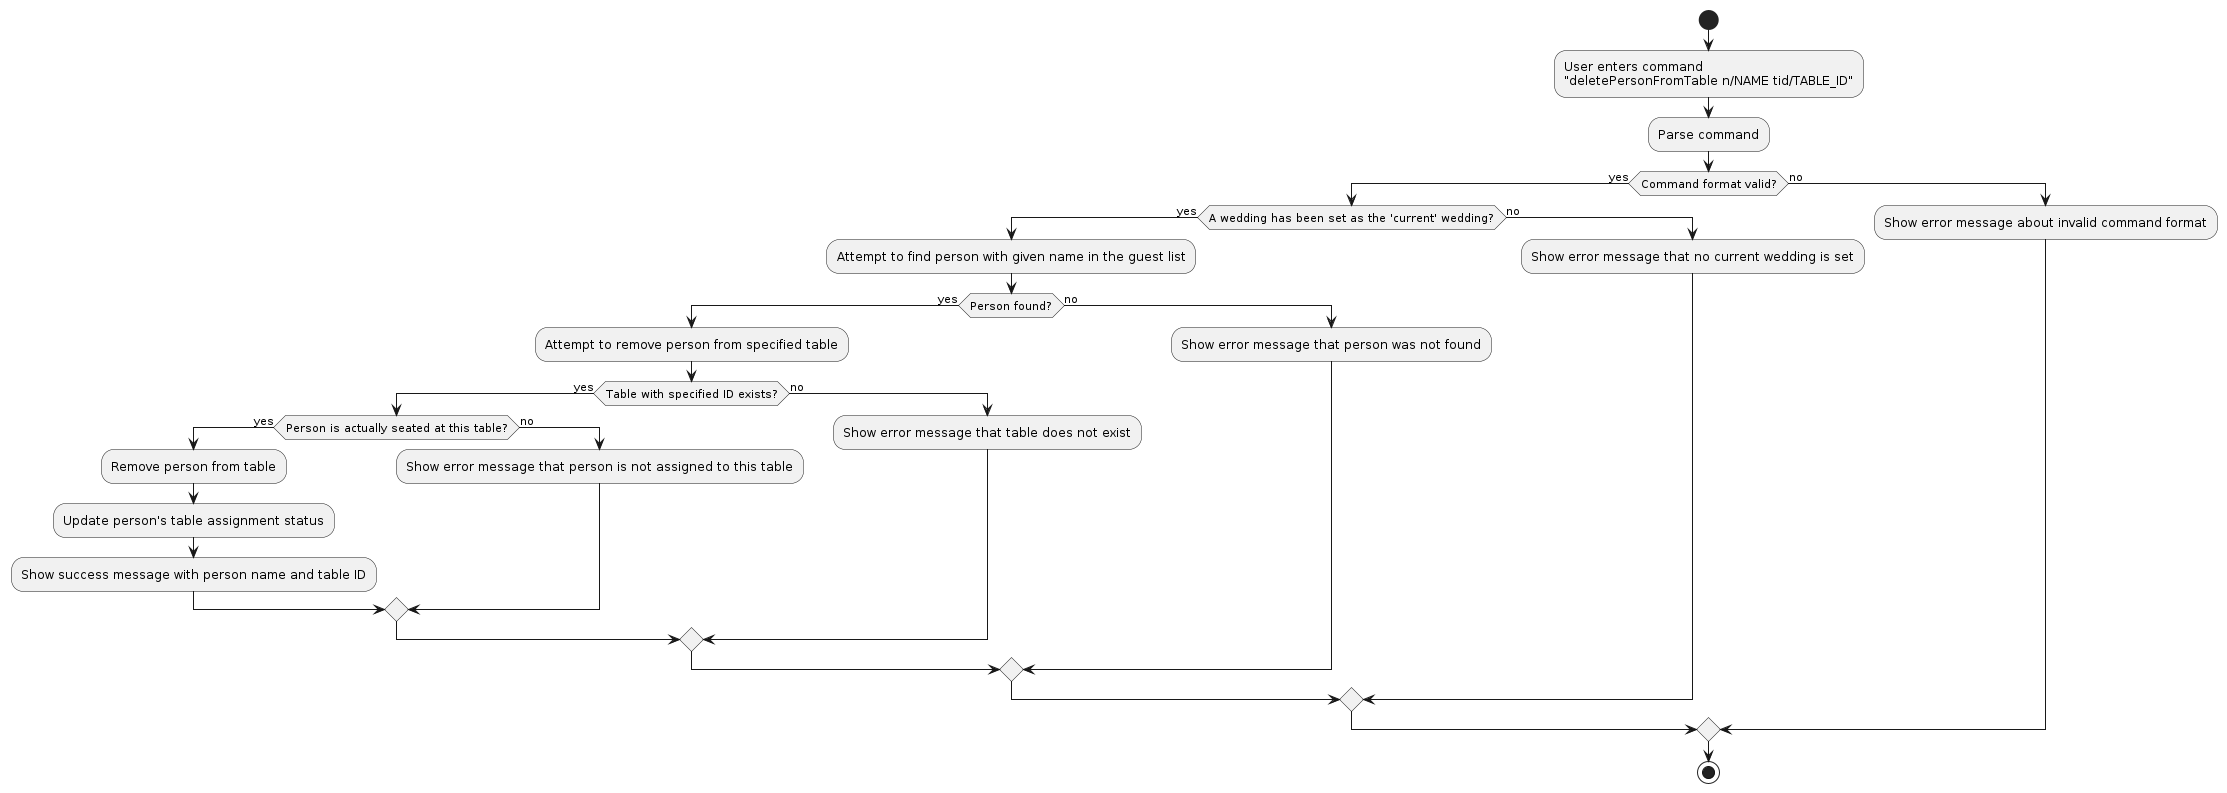 User enters command
"deletePersonFromTable n/NAME tid/TABLE_ID"
Parse command
yes
Command format valid?
no
yes
A wedding has been set as the 'current' wedding?
no
Show error message about invalid command format
Attempt to find person with given name in the guest list
Show error message that no current wedding is set
yes
Person found?
no
Attempt to remove person from specified table
Show error message that person was not found
yes
Table with specified ID exists?
no
yes
Person is actually seated at this table?
no
Show error message that table does not exist
Remove person from table
Show error message that person is not assigned to this table
Update person's table assignment status
Show success message with person name and table ID